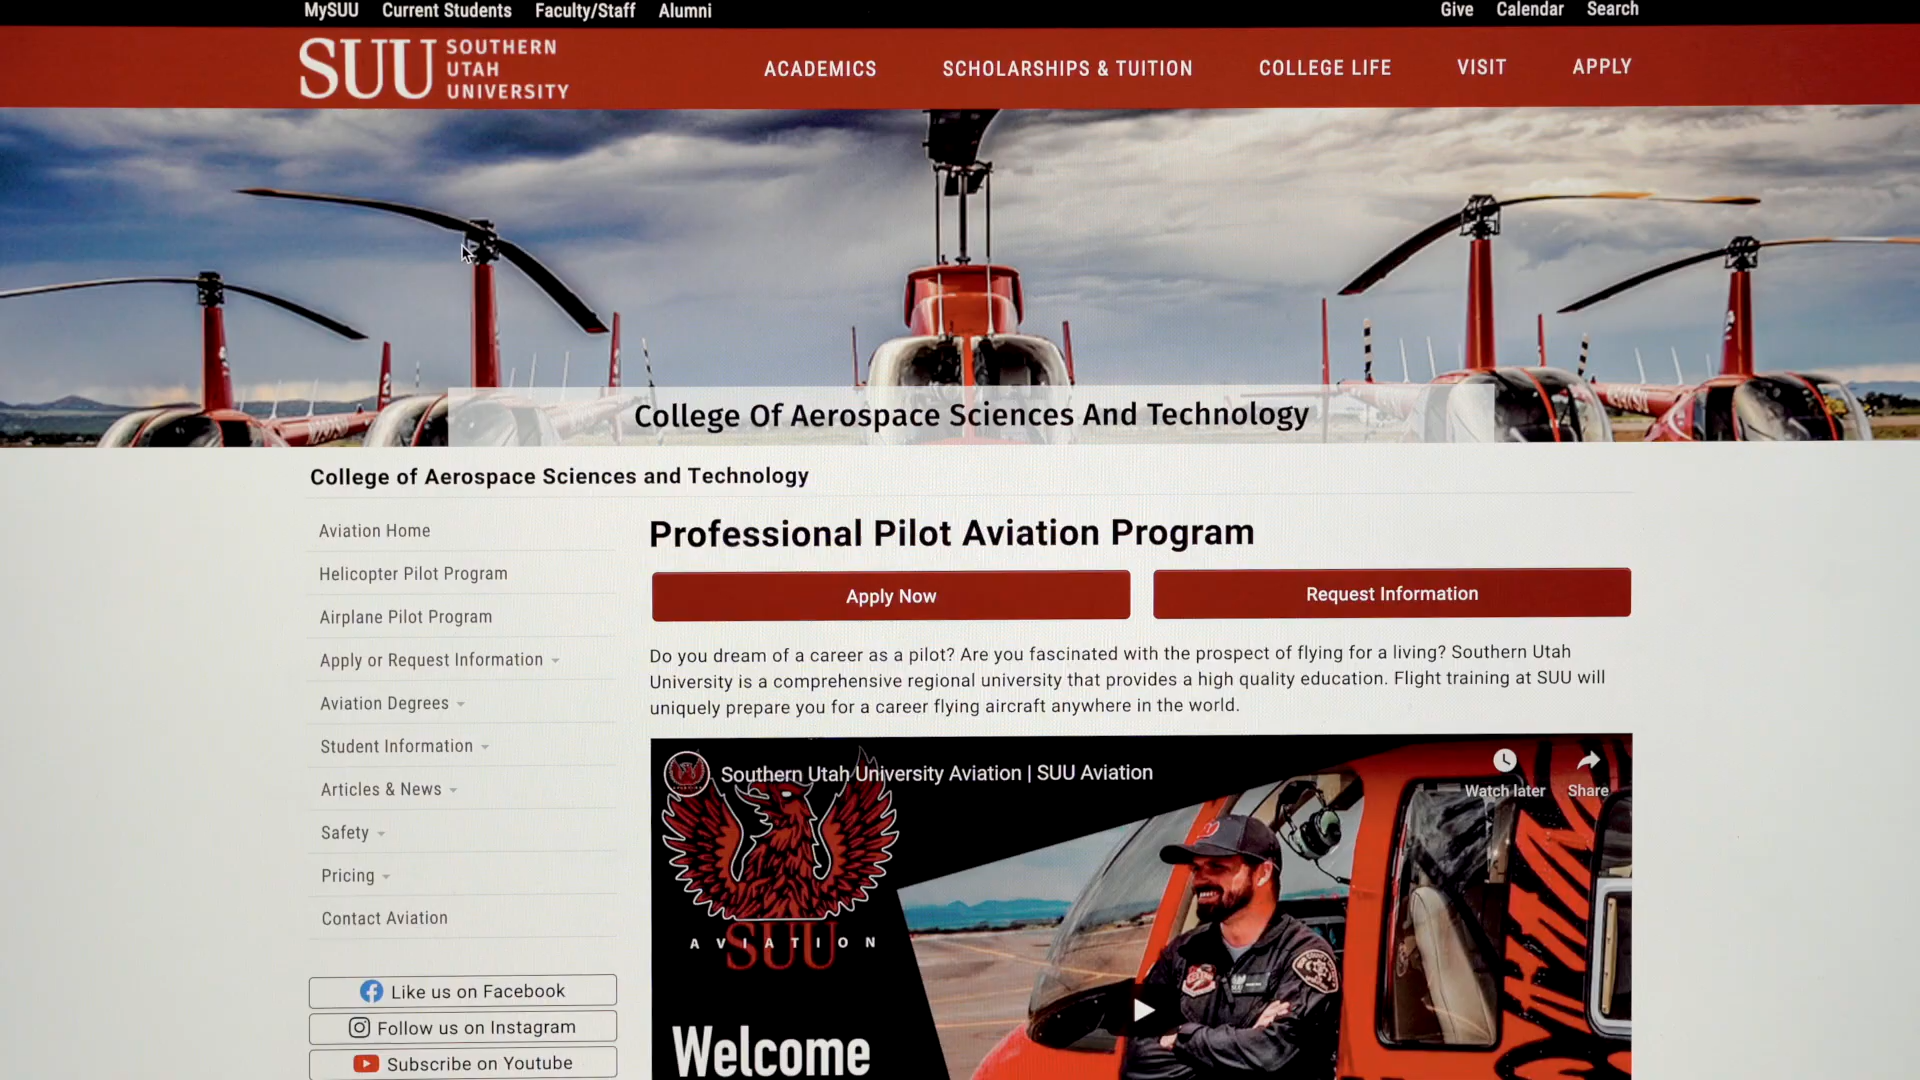 MySUU Current Students Faculty/Staff Alumni Give Calendar Search
SUU SOUTHERN
UTAH
UNIVERSITY
ACADEMICS SCHOLARSHIPS & TUITION COLLEGE LIFE VISIT APPLY
College Of Aerospace Sciences And Technology
College of Aerospace Sciences and Technology
Aviation Home
Helicopter Pilot Program
Airplane Pilot Program
Apply or Request Information
Aviation Degrees
Student Information
Articles & News
Safety
Pricing
Contact Aviation
Like us on Facebook
Follow us on Instagram
Subscribe on Youtube
Professional Pilot Aviation Program
Apply Now Request Information
Do you dream of a career as a pilot? Are you fascinated with the prospect of flying for a living? Southern Utah
University is a comprehensive regional university that provides a high quality education. Flight training at SUU will
uniquely prepare you for a career flying aircraft anywhere in the world.
Southern Utah University Aviation | SUU Aviation
Watch later Share
AVIATION
SUU
Welcome